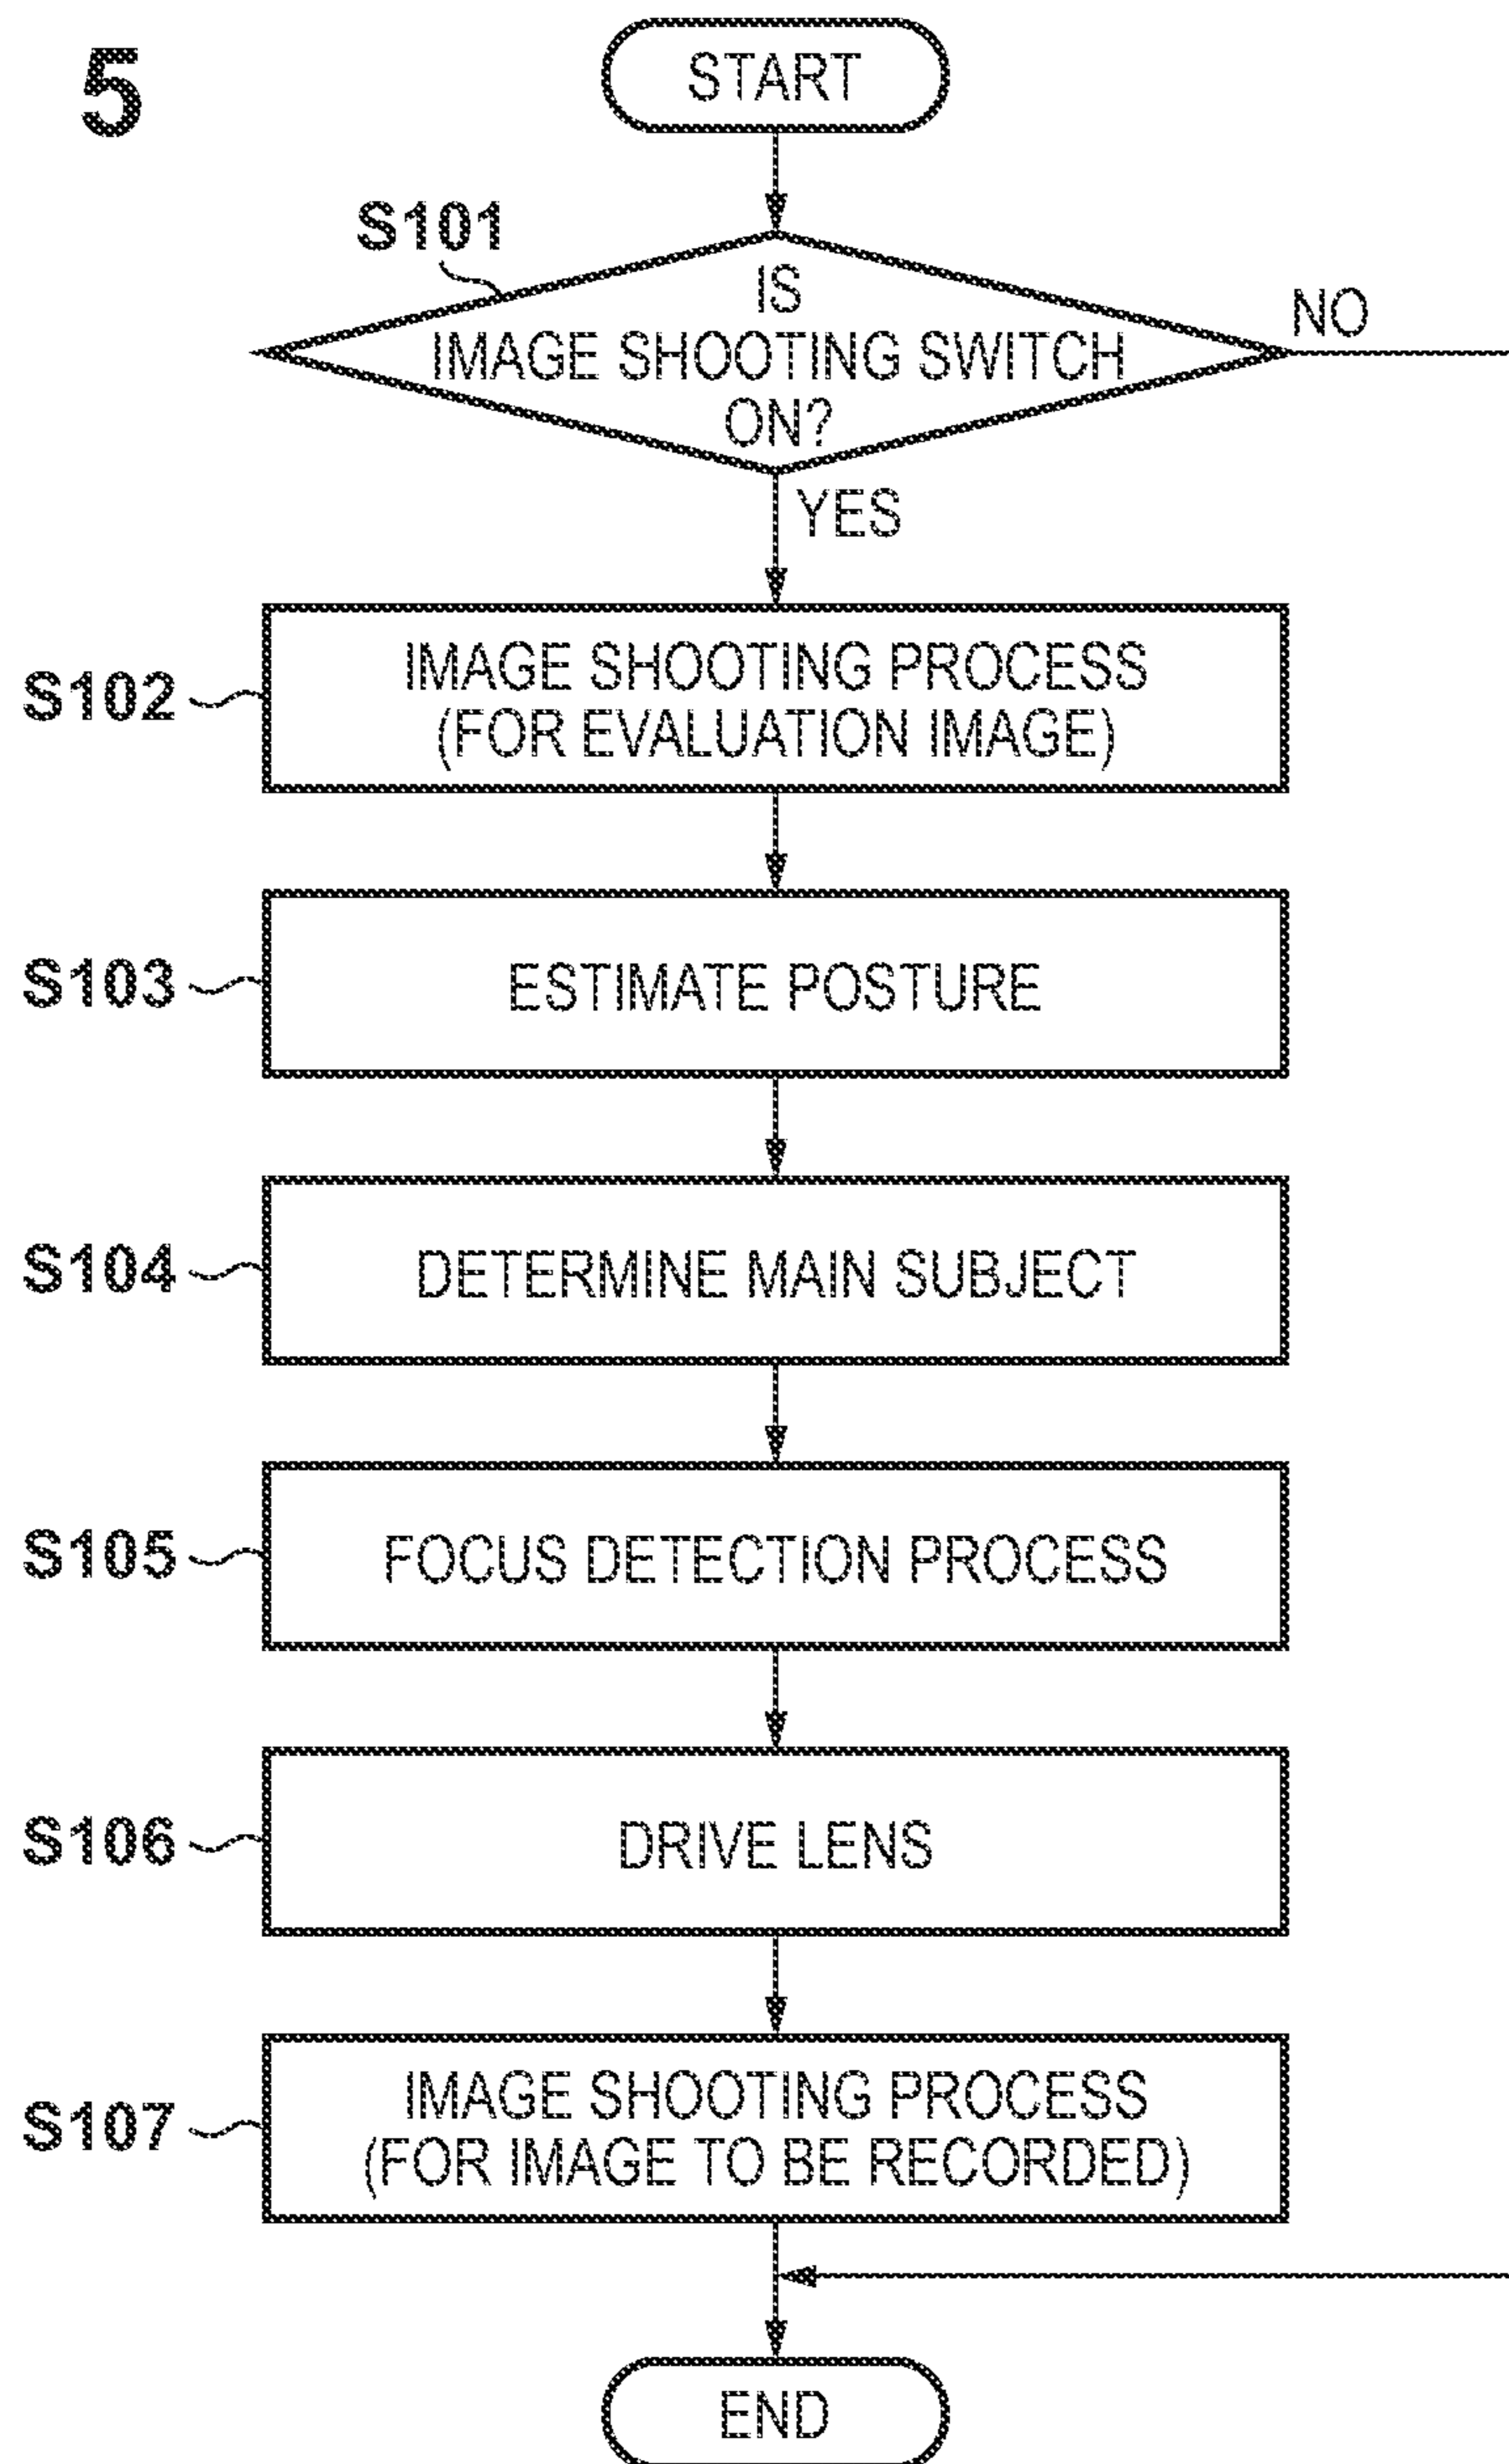 5
START
S101
IS
IMAGE SHOOTING SWITCH
ON?
NO
YES
S102
IMAGE SHOOTING PROCESS
(FOR EVALUATION IMAGE)
S103
ESTIMATE POSTURE
S104
DETERMINE MAIN SUBJECT
S105
FOCUS DETECTION PROCESS
S106
DRIVE LENS
S107
IMAGE SHOOTING PROCESS
(FOR IMAGE TO BE RECORDED)
END